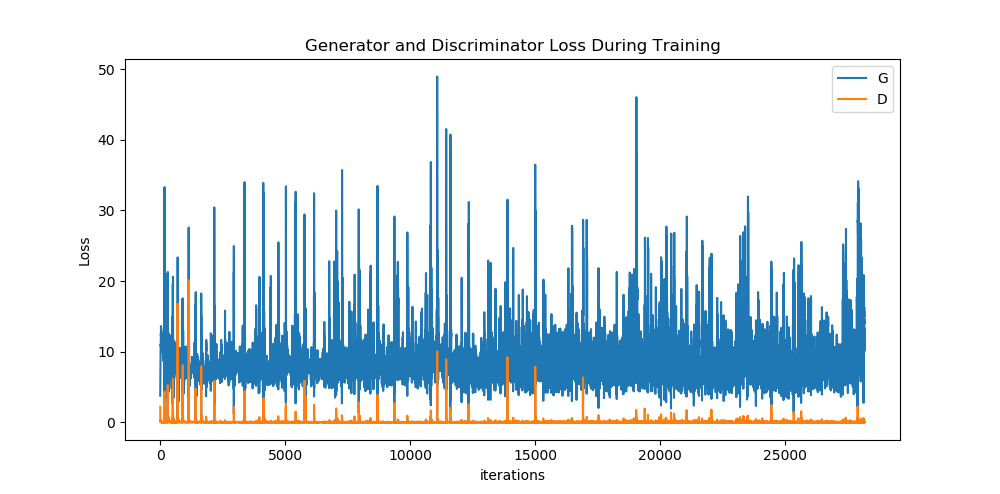 Generator and Discriminator Loss During Training
G
D
50
40
30
20
10
0
Loss
0 5000 10000 15000 20000 25000
iterations